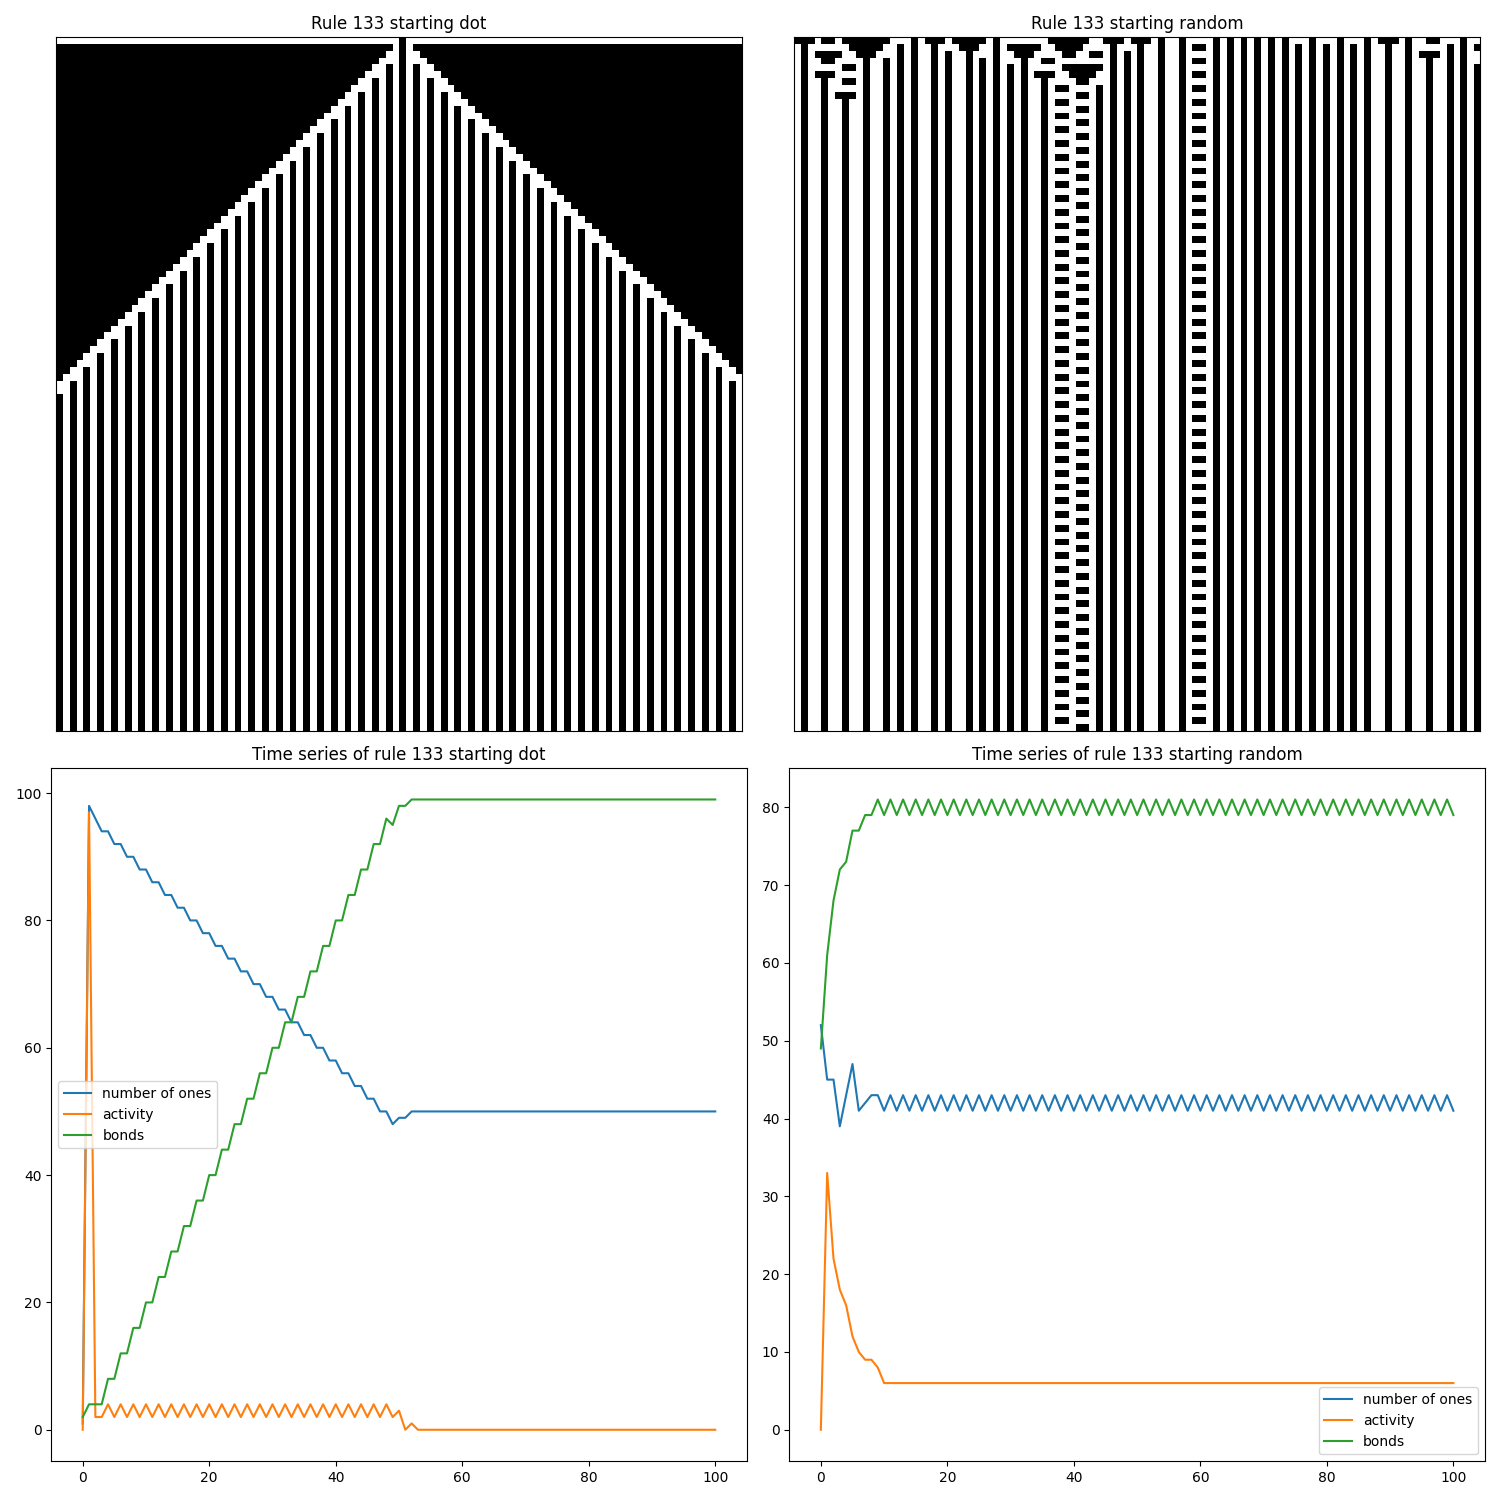 Rule 133 starting dot
Rule 133 starting random
Time series of rule 133 starting dot
100
80
60
40
20
0
number of ones
activity
bonds
0 20 40 60 80 100
Time series of rule 133 starting random
80
70
60
50
40
30
20
10
0
number of ones
activity
bonds
0 20 40 60 80 100